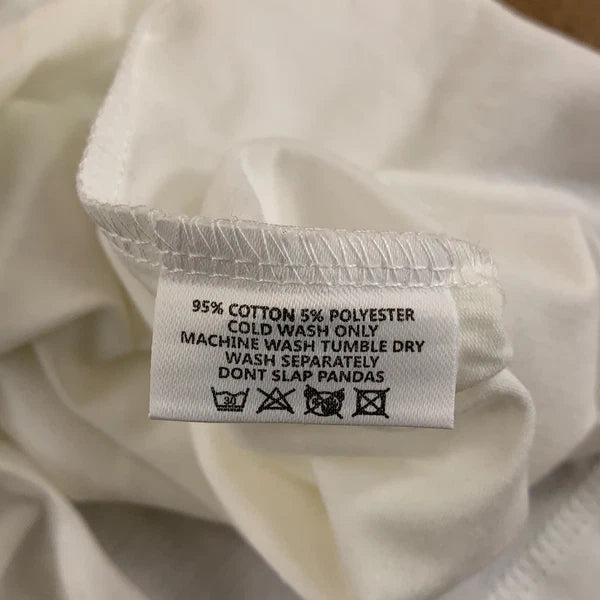 95% COTTON 5% POLYESTER
COLD WASH ONLY
MACHINE WASH TUMBLE DRY
WASH SEPARATELY
DONT SLAP PANDAS
30